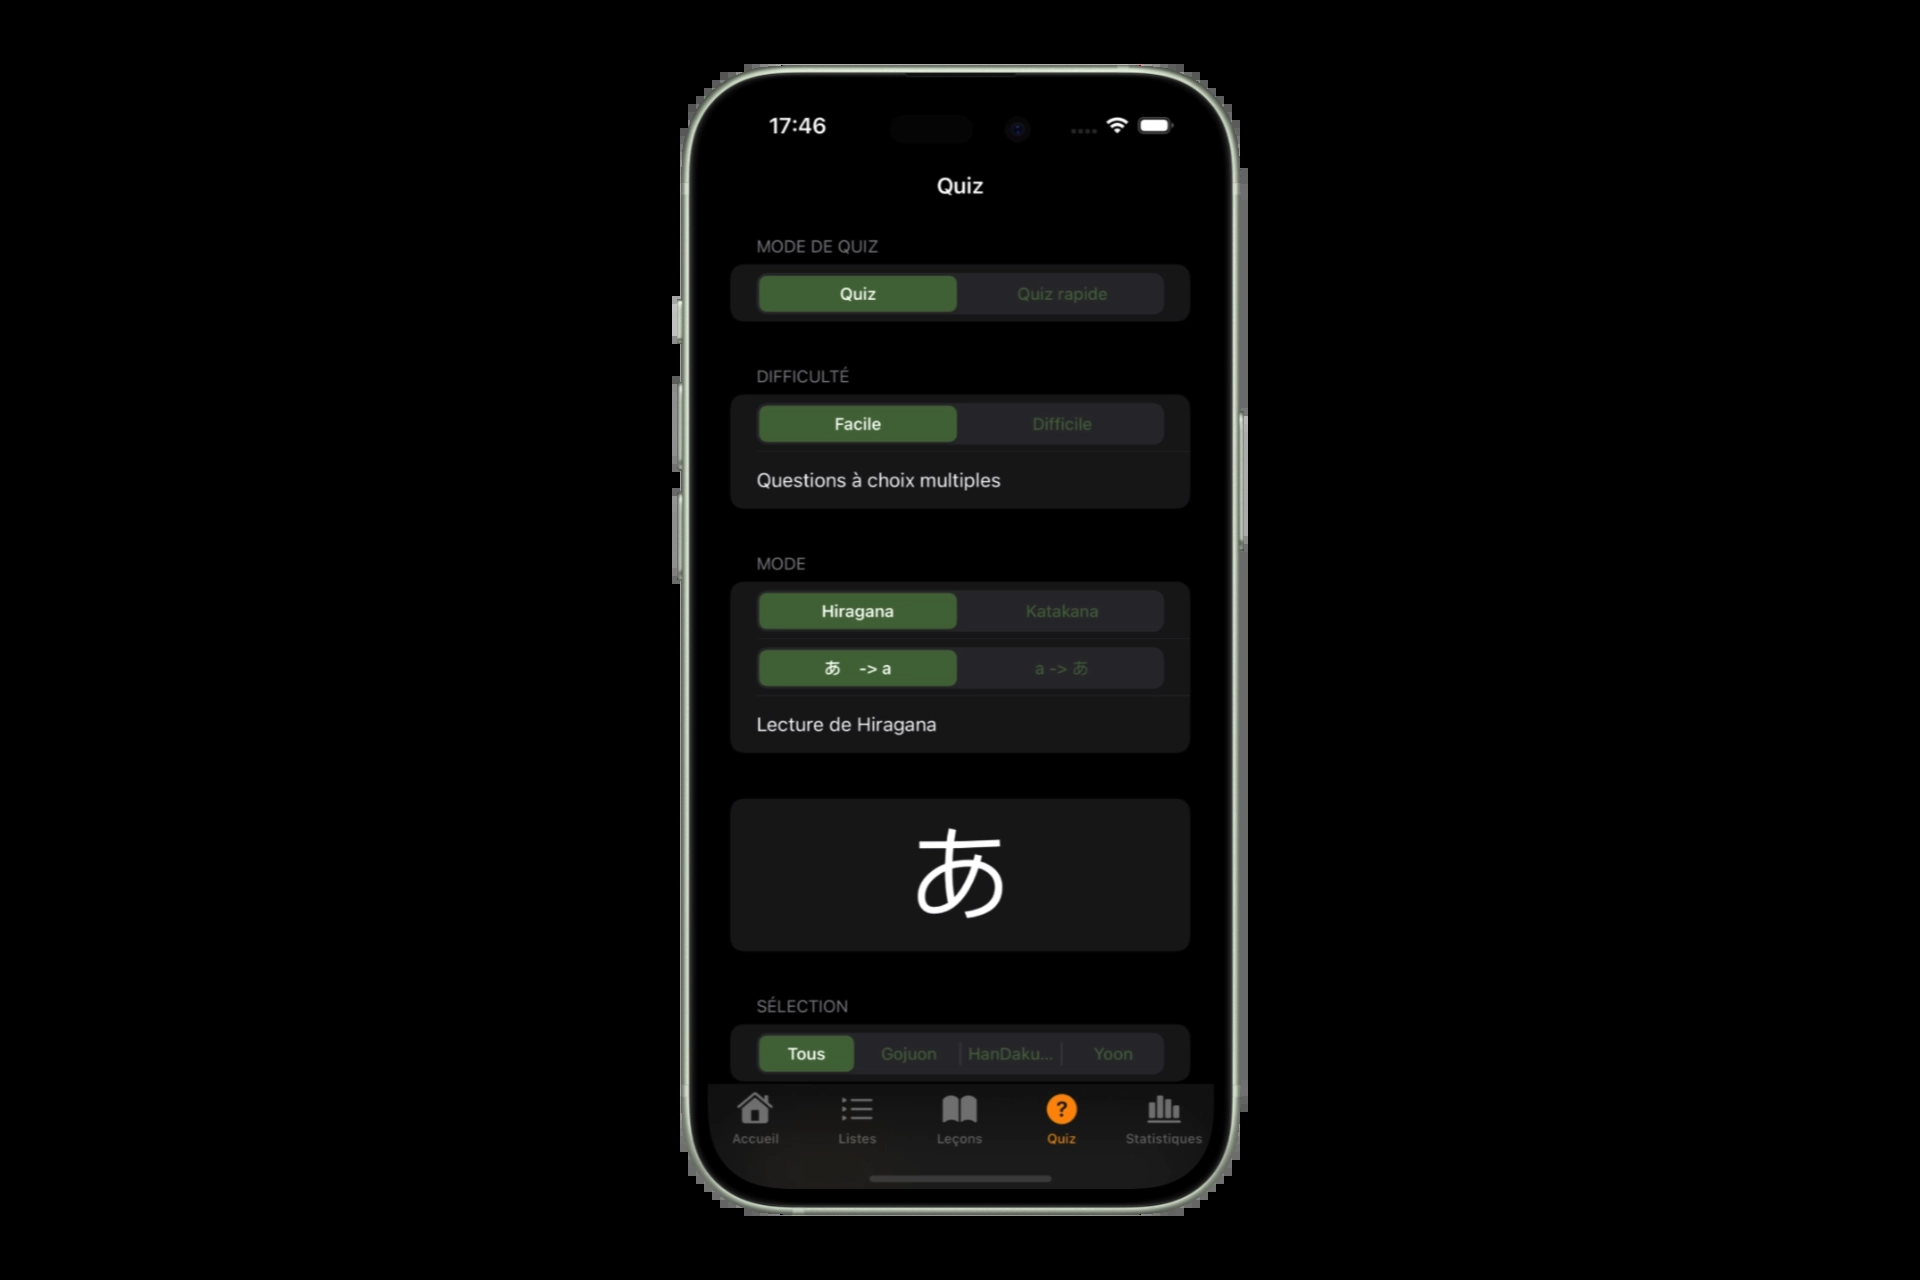 17:46
Quiz
MODE DE QUIZ
Quiz Quiz rapide
DIFFICULTÉ
Facile Difficile
Questions à choix multiples
MODE
Hiragana Katakana
あ -> a a -> あ
Lecture de Hiragana
あ
SÉLECTION
Tous Gojuon HanDaku... Yoon
? 
Accueil Listes Leçons Quiz Statistiques